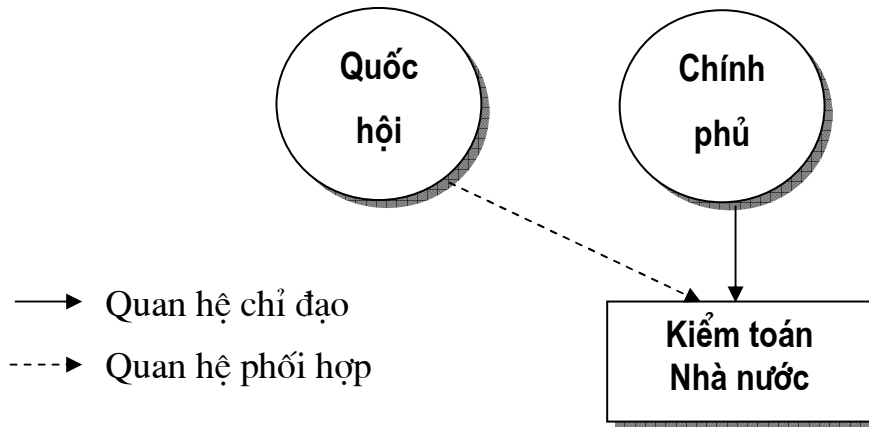 Quốc
hội
Chính
phủ
Quan hệ chỉ đạo
Quan hệ phối hợp
Kiểm toán
Nhà nước